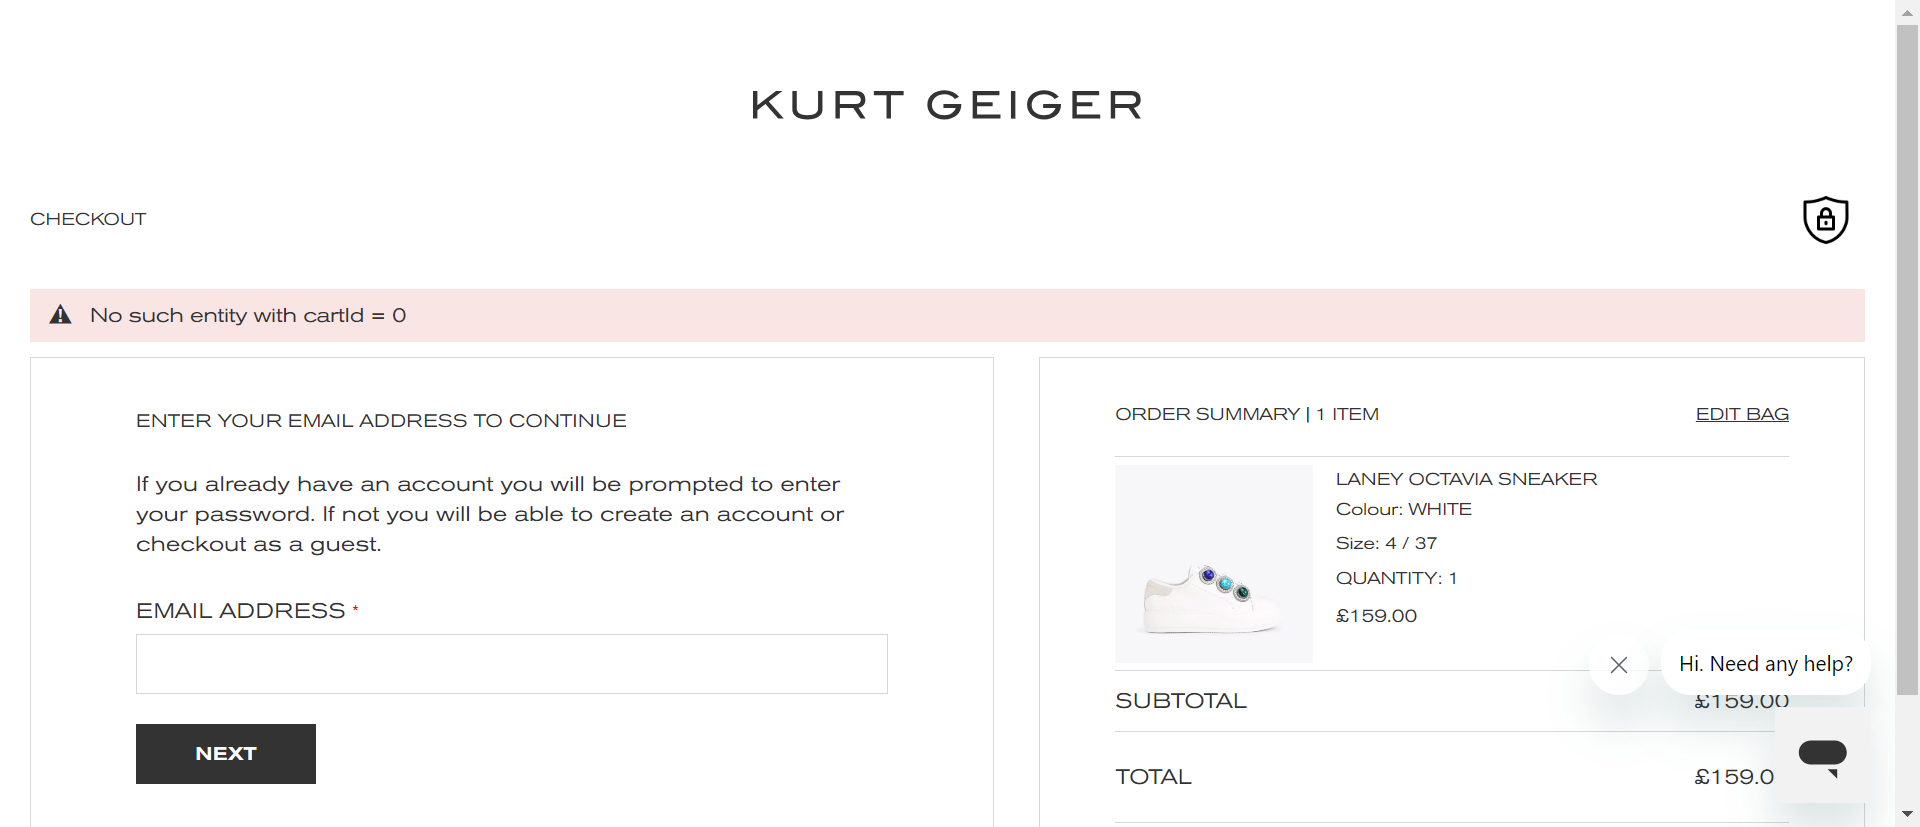 KURT GEIGER
CHECKOUT
No such entity with cartId = 0
ENTER YOUR EMAIL ADDRESS TO CONTINUE
If you already have an account you will be prompted to enter
your password. If not you will be able to create an account or
checkout as a guest.
EMAIL ADDRESS *
NEXT
ORDER SUMMARY | 1 ITEM
EDIT BAG
LANEY OCTAVIA SNEAKER
Colour: WHITE
Size: 4 / 37
QUANTITY: 1
£159.00
Hi. Need any help?
SUBTOTAL
£159.00
TOTAL
£159.0